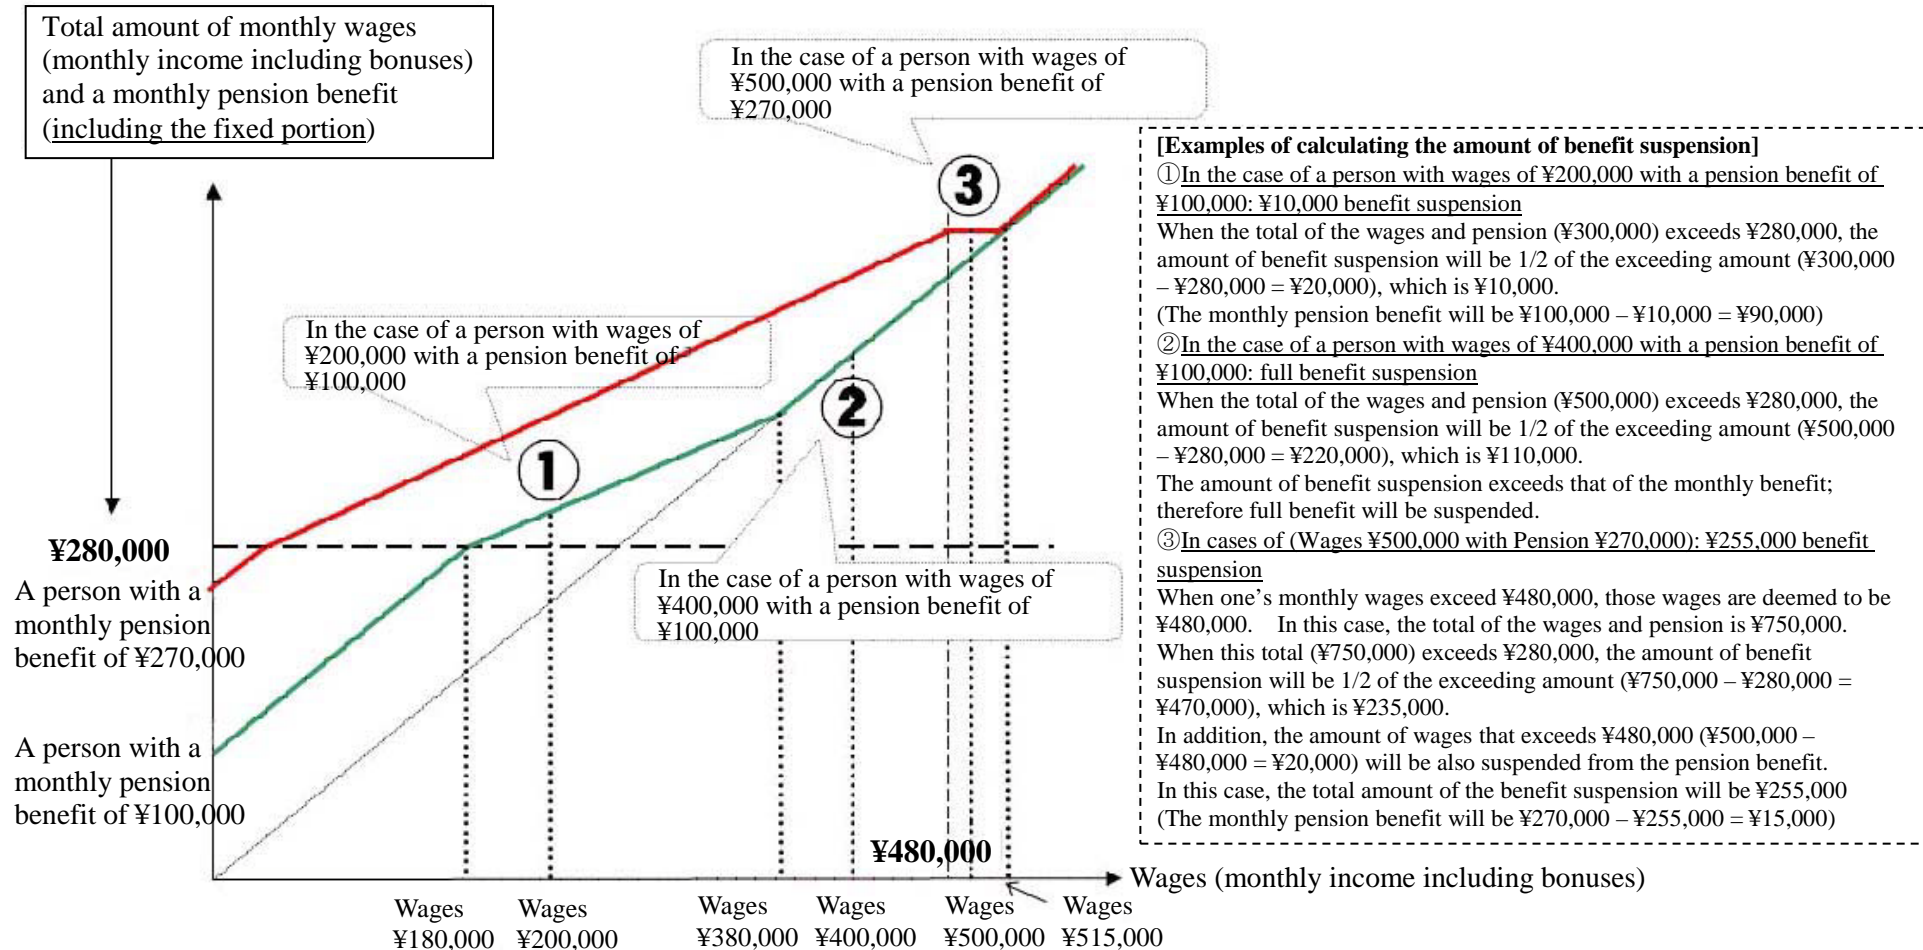 Total amount of monthly wages
(monthly income including bonuses)
and a monthly pension benefit
(including the fixed portion)
In the case of a person with wages of
¥500,000 with a pension benefit of
¥270,000
3
In the case of a person with wages of
¥200,000 with a pension benefit of
¥100,000
1
2
¥280,000
In the case of a person with wages of
¥400,000 with a pension benefit of
¥100,000
A person with a
monthly pension
benefit of ¥270,000
A person with a
monthly pension
benefit of ¥100,000
¥480,000
Wages (monthly income including bonuses)
Wages
¥180,000
Wages
¥200,000
Wages
¥380,000
Wages
¥400,000
Wages
¥500,000
Wages
¥515,000
[Examples of calculating the amount of benefit suspension]
①In the case of a person with wages of ¥200,000 with a pension benefit of
¥100,000: ¥10,000 benefit suspension
When the total of the wages and pension (¥300,000) exceeds ¥280,000, the
amount of benefit suspension will be 1/2 of the exceeding amount (¥300,000
– ¥280,000 = ¥20,000), which is ¥10,000.
(The monthly pension benefit will be ¥100,000 – ¥10,000 = ¥90,000)
②In the case of a person with wages of ¥400,000 with a pension benefit of
¥100,000: full benefit suspension
When the total of the wages and pension (¥500,000) exceeds ¥280,000, the
amount of benefit suspension will be 1/2 of the exceeding amount (¥500,000
– ¥280,000 = ¥220,000), which is ¥110,000.
The amount of benefit suspension exceeds that of the monthly benefit;
therefore full benefit will be suspended.
③In cases of (Wages ¥500,000 with Pension ¥270,000): ¥255,000 benefit
suspension
When one's monthly wages exceed ¥480,000, those wages are deemed to be
¥480,000. In this case, the total of the wages and pension is ¥750,000.
When this total (¥750,000) exceeds ¥280,000, the amount of benefit
suspension will be 1/2 of the exceeding amount (¥750,000 – ¥280,000 =
¥470,000), which is ¥235,000.
In addition, the amount of wages that exceeds ¥480,000 (¥500,000 –
¥480,000 = ¥20,000) will be also suspended from the pension benefit.
In this case, the total amount of the benefit suspension will be ¥255,000
(The monthly pension benefit will be ¥270,000 – ¥255,000 = ¥15,000)